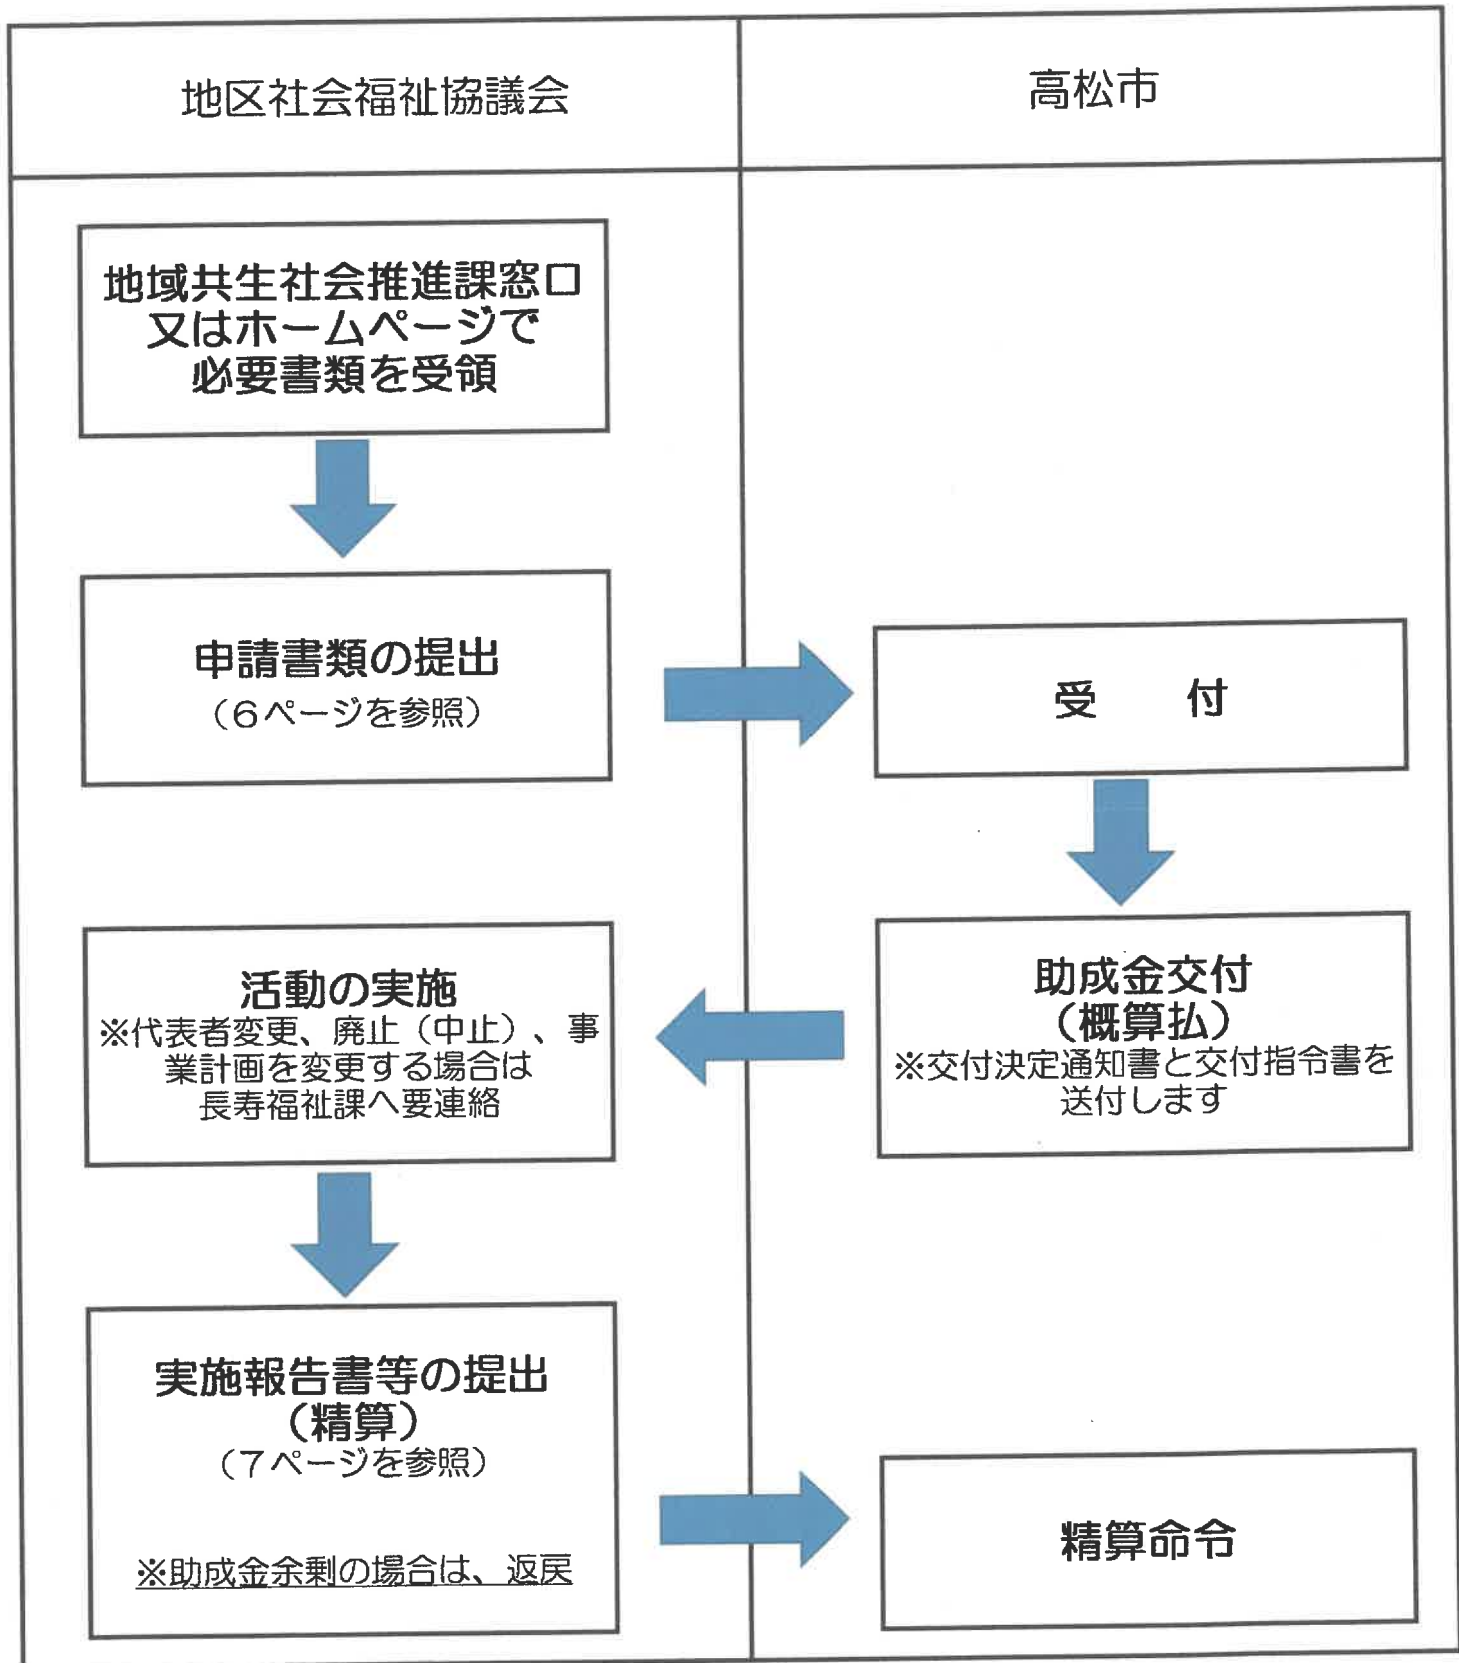 地区社会福祉協議会
高松市
地域共生社会推進課窓口
又はホームページで
必要書類を受領
申請書類の提出
（6ページを参照）
受　　付
助成金交付
（概算払）
※交付決定通知書と交付指令書を
送付します
活動の実施
※代表者変更、廃止（中止）、事
業計画を変更する場合は
長寿福祉課へ要連絡
実施報告書等の提出
（精算）
（7ページを参照）
※助成金余剰の場合は、返戻
精算命令